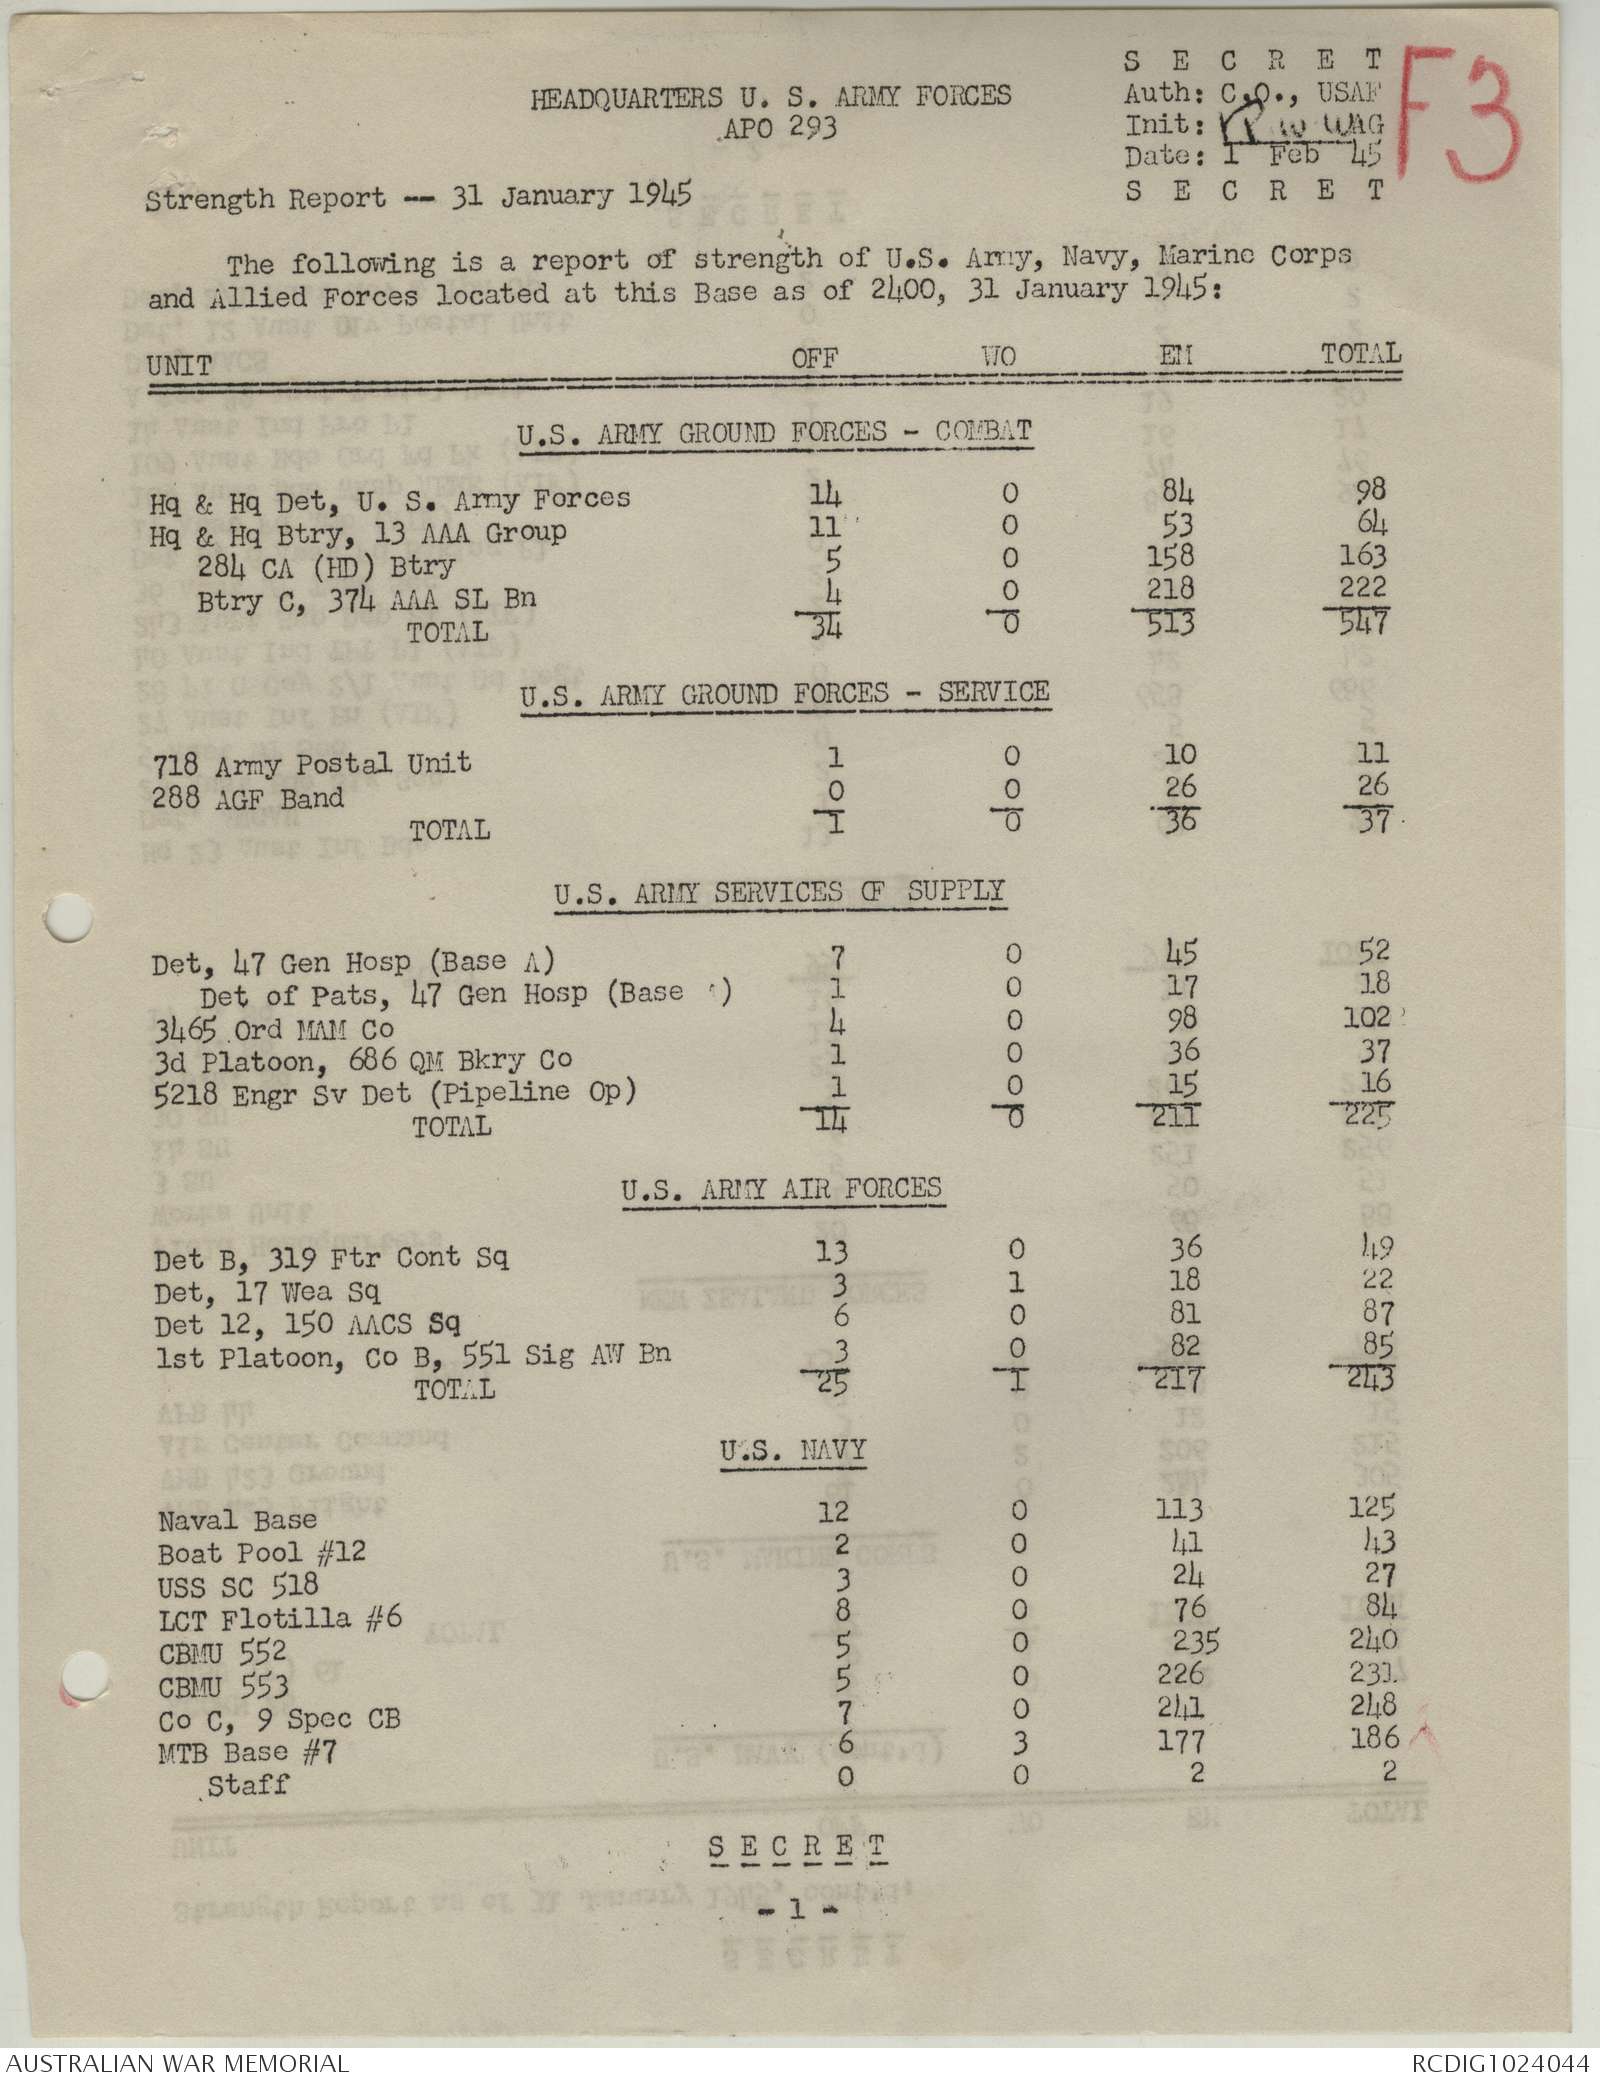 S E C R E T
Auth: C.O., USAF
Init: WAG
Date: 1 Feb 45
S E C R E T
F3
HEADQUARTERS U. S. ARMY FORCES
APO 293
Strength Report -- 31 January 1945
The following is a report of strength of U.S. Army, Navy, Marine Corps
and Allied Forces located at this Base as of 2400, 31 January 1945:
UNIT OFF WO EM TOTAL
U.S. ARMY GROUND FORCES - COMBAT
Hq & Hq Det, U. S. Army Forces 14 0 84 98
Hq & Hq Btry, 13 AAA Group 11 0 53 64
284 CA (HD) Btry 5 0 158 163
Btry C, 374 AAA SL Bn 4 0 218 222
TOTAL 34 0 513 547
U.S. ARMY GROUND FORCES - SERVICE
718 Army Postal Unit 1 0 10 11
288 AGF Band 0 0 26 26
TOTAL 1 0 36 37
U.S. ARMY SERVICES OF SUPPLY
Det, 47 Gen Hosp (Base A) 7 0 45 52
Det of Pats, 47 Gen Hosp (Base ) 1 0 17 18
3465 Ord MAM Co 4 0 98 102
3d Platoon, 686 QM Bkry Co 1 0 36 37
5218 Engr Sv Det (Pipeline Op) 1 0 15 16
TOTAL 14 0 211 225
U.S. ARMY AIR FORCES
Det B, 319 Ftr Cont Sq 13 0 36 49
Det, 17 Wea Sq 3 1 18 22
Det 12, 150 AACS Sq 6 0 81 87
1st Platoon, Co B, 551 Sig AW Bn 3 0 82 85
TOTAL 25 1 217 243
U.S. NAVY
Naval Base 12 0 113 125
Boat Pool #12 2 0 41 43
USS SC 518 3 0 24 27
LCT Flotilla #6 8 0 76 84
CBMU 552 5 0 235 240
CBMU 553 5 0 226 231
Co C, 9 Spec CB 7 0 241 248
MTB Base #7 6 3 177 186
Staff 0 0 2 2
S E C R E T
- 1 -
AUSTRALIAN WAR MEMORIAL
RCDIG1024044